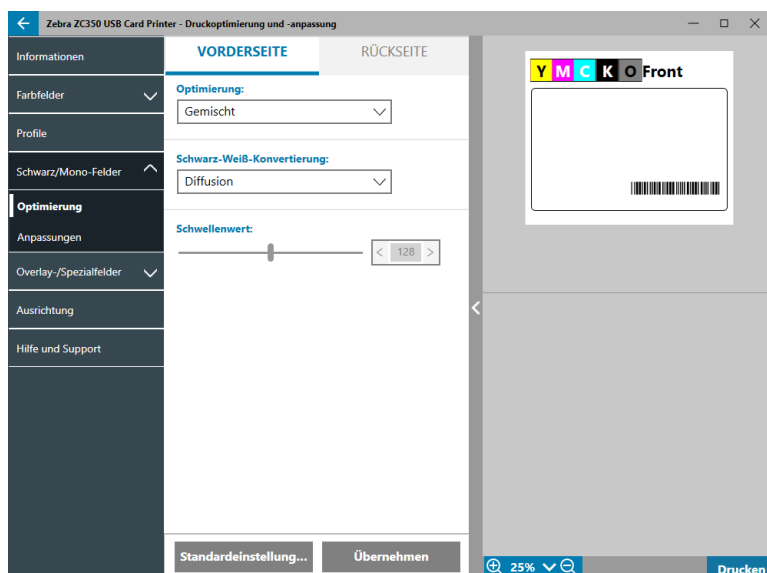 Zebra ZC350 USB Card Printer - Druckoptimierung und -anpassung
Informationen
Farbfelder
Profile
Schwarz/Mono-Felder
Optimierung
Anpassungen
Overlay-/Spezialfelder
Ausrichtung
Hilfe und Support
VORDERSEITE RÜCKSEITE
Optimierung:
Gemischt
Schwarz-Weiß-Konvertierung:
Diffusion
Schwellenwert:
< 128 >
Standardeinstellung... Übernehmen
Y M C K O Front
25%
Drucken